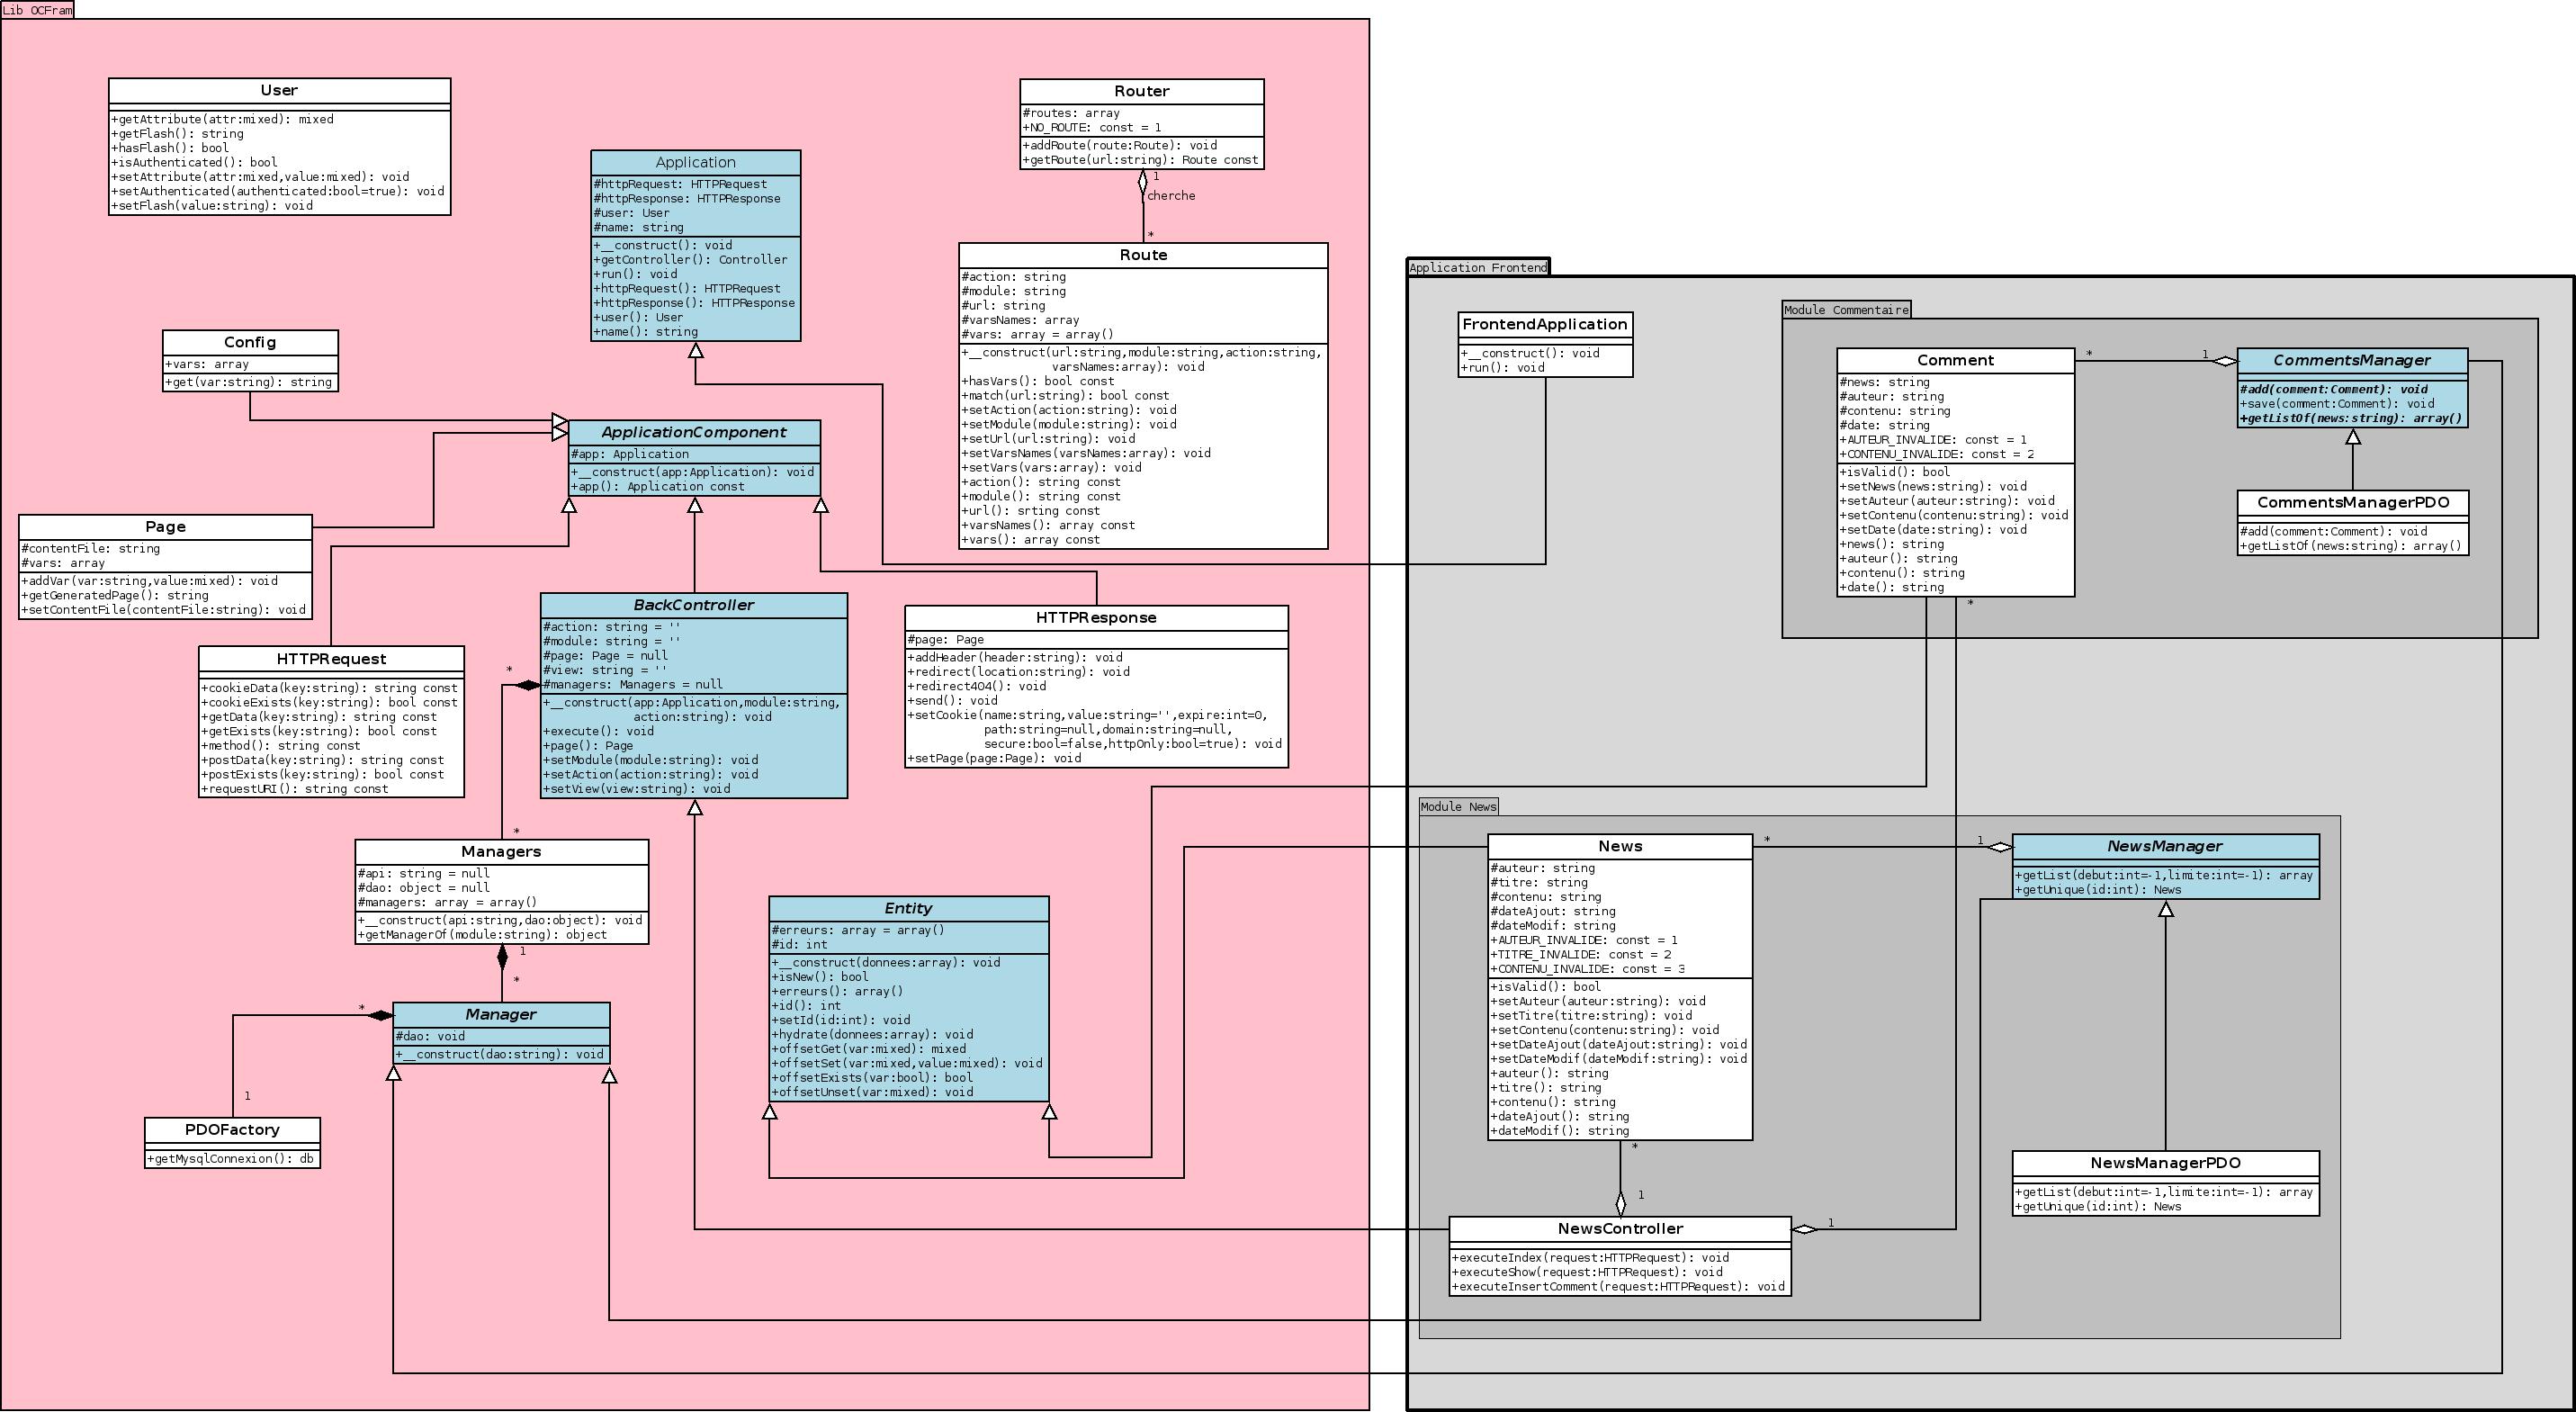 Lib OCFram
User
+getAttribute(attr:mixed): mixed
+getFlash(): string
+hasFlash(): bool
+isAuthenticated(): bool
+setAttribute(attr:mixed,value:mixed): void
+setAuthenticated(authenticated:bool=true): void
+setFlash(value:string): void
Application
#httpRequest: HTTPRequest
#httpResponse: HTTPResponse
#user: User
#name: string
+__construct(): void
+getController(): Controller
+run(): void
+httpRequest(): HTTPRequest
+httpResponse(): HTTPResponse
+user(): User
+name(): string
Router
#routes: array
+NO_ROUTE: const = 1
+addRoute(route:Route): void
+getRoute(url:string): Route const
1
cherche
*
Route
#action: string
#module: string
#url: string
#varsNames: array
#vars: array = array()
+__construct(url:string,module:string,action:string,
varsNames:array): void
+hasVars(): bool const
+match(url:string): bool const
+setAction(action:string): void
+setModule(module:string): void
+setUrl(url:string): void
+setVarsNames(varsNames:array): void
+setVars(vars:array): void
+action(): string const
+module(): string const
+url(): srting const
+varsNames(): array const
+vars(): array const
Config
+vars: array
+get(var:string): string
ApplicationComponent
#app: Application
+__construct(app:Application): void
+app(): Application const
Page
#contentFile: string
#vars: array
+addVar(var:string,value:mixed): void
+getGeneratedPage(): string
+setContentFile(contentFile:string): void
HTTPRequest
+cookieData(key:string): string const
+cookieExists(key:string): bool const
+getData(key:string): string const
+getExists(key:string): bool const
+method(): string const
+postData(key:string): string const
+postExists(key:string): bool const
+requestURI(): string const
BackController
#action: string = ''
#module: string = ''
#page: Page = null
#view: string = ''
#managers: Managers = null
+__construct(app:Application,module:string,
action:string): void
+execute(): void
+page(): Page
+setModule(module:string): void
+setAction(action:string): void
+setView(view:string): void
*
*
HTTPResponse
#page: Page
+addHeader(header:string): void
+redirect(location:string): void
+redirect404(): void
+send(): void
+setCookie(name:string,value:string='',expire:int=0,
path:string=null,domain:string=null,
secure:bool=false,httpOnly:bool=true): void
+setPage(page:Page): void
Managers
#api: string = null
#dao: object = null
#managers: array = array()
+__construct(api:string,dao:object): void
+getManagerOf(module:string): object
1
*
Manager
#dao: void
+__construct(dao:string): void
*
1
PDOFactory
+getMysqlConnexion(): db
Entity
#erreurs: array = array()
#id: int
+__construct(donnees:array): void
+isNew(): bool
+erreurs(): array()
+id(): int
+setId(id:int): void
+hydrate(donnees:array): void
+offsetGet(var:mixed): mixed
+offsetSet(var:mixed,value:mixed): void
+offsetExists(var:bool): bool
+offsetUnset(var:mixed): void
Application Frontend
FrontendApplication
+__construct(): void
+run(): void
Module Commentaire
Comment
#news: string
#auteur: string
#contenu: string
#date: string
+AUTEUR_INVALIDE: const = 1
+CONTENU_INVALIDE: const = 2
+isValid(): bool
+setNews(news:string): void
+setAuteur(auteur:string): void
+setContenu(contenu:string): void
+setDate(date:string): void
+news(): string
+auteur(): string
+contenu(): string
+date(): string
*
1
*
CommentsManager
#add(comment:Comment): void
+save(comment:Comment): void
+getListOf(news:string): array()
CommentsManagerPDO
#add(comment:Comment): void
+getListOf(news:string): array()
Module News
News
#auteur: string
#titre: string
#contenu: string
#dateAjout: string
#dateModif: string
+AUTEUR_INVALIDE: const = 1
+TITRE_INVALIDE: const = 2
+CONTENU_INVALIDE: const = 3
+isValid(): bool
+setAuteur(auteur:string): void
+setTitre(titre:string): void
+setContenu(contenu:string): void
+setDateAjout(dateAjout:string): void
+setDateModif(dateModif:string): void
+auteur(): string
+titre(): string
+contenu(): string
+dateAjout(): string
+dateModif(): string
*
1
NewsManager
+getList(debut:int=-1,limite:int=-1): array
+getUnique(id:int): News
NewsManagerPDO
+getList(debut:int=-1,limite:int=-1): array
+getUnique(id:int): News
*
1
NewsController
+executeIndex(request:HTTPRequest): void
+executeShow(request:HTTPRequest): void
+executeInsertComment(request:HTTPRequest): void
1